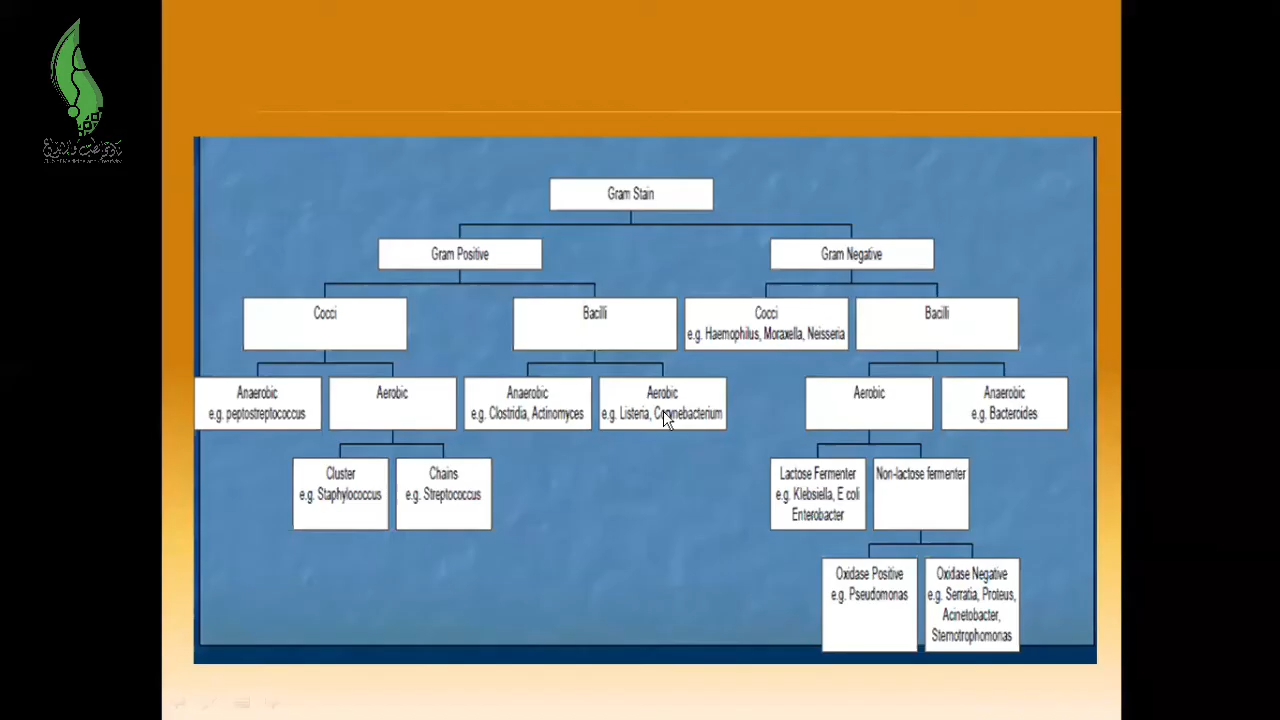 Gram Stain
Gram Positive
Gram Negative
Cocci
Bacilli
Cocci
e.g. Haemophilus, Moraxella, Neisseria
Bacilli
Anaerobic
e.g. peptostreptococcus
Aerobic
Anaerobic
e.g. Clostridia, Actinomyces
Aerobic
e.g. Listeria,
Aerobic
Anaerobic
e.g. Bacteroides
Cluster
e.g. Staphylococcus
Chains
e.g. Streptococcus
Lactose Fermenter
e.g. Klebsiella, E coli
Enterobacter
Non-lactose fermenter
Oxidase Positive
e.g. Pseudomonas
Oxidase Negative
e.g. Serratia, Proteus,
Acinetobacter,
Sternotrophomonas